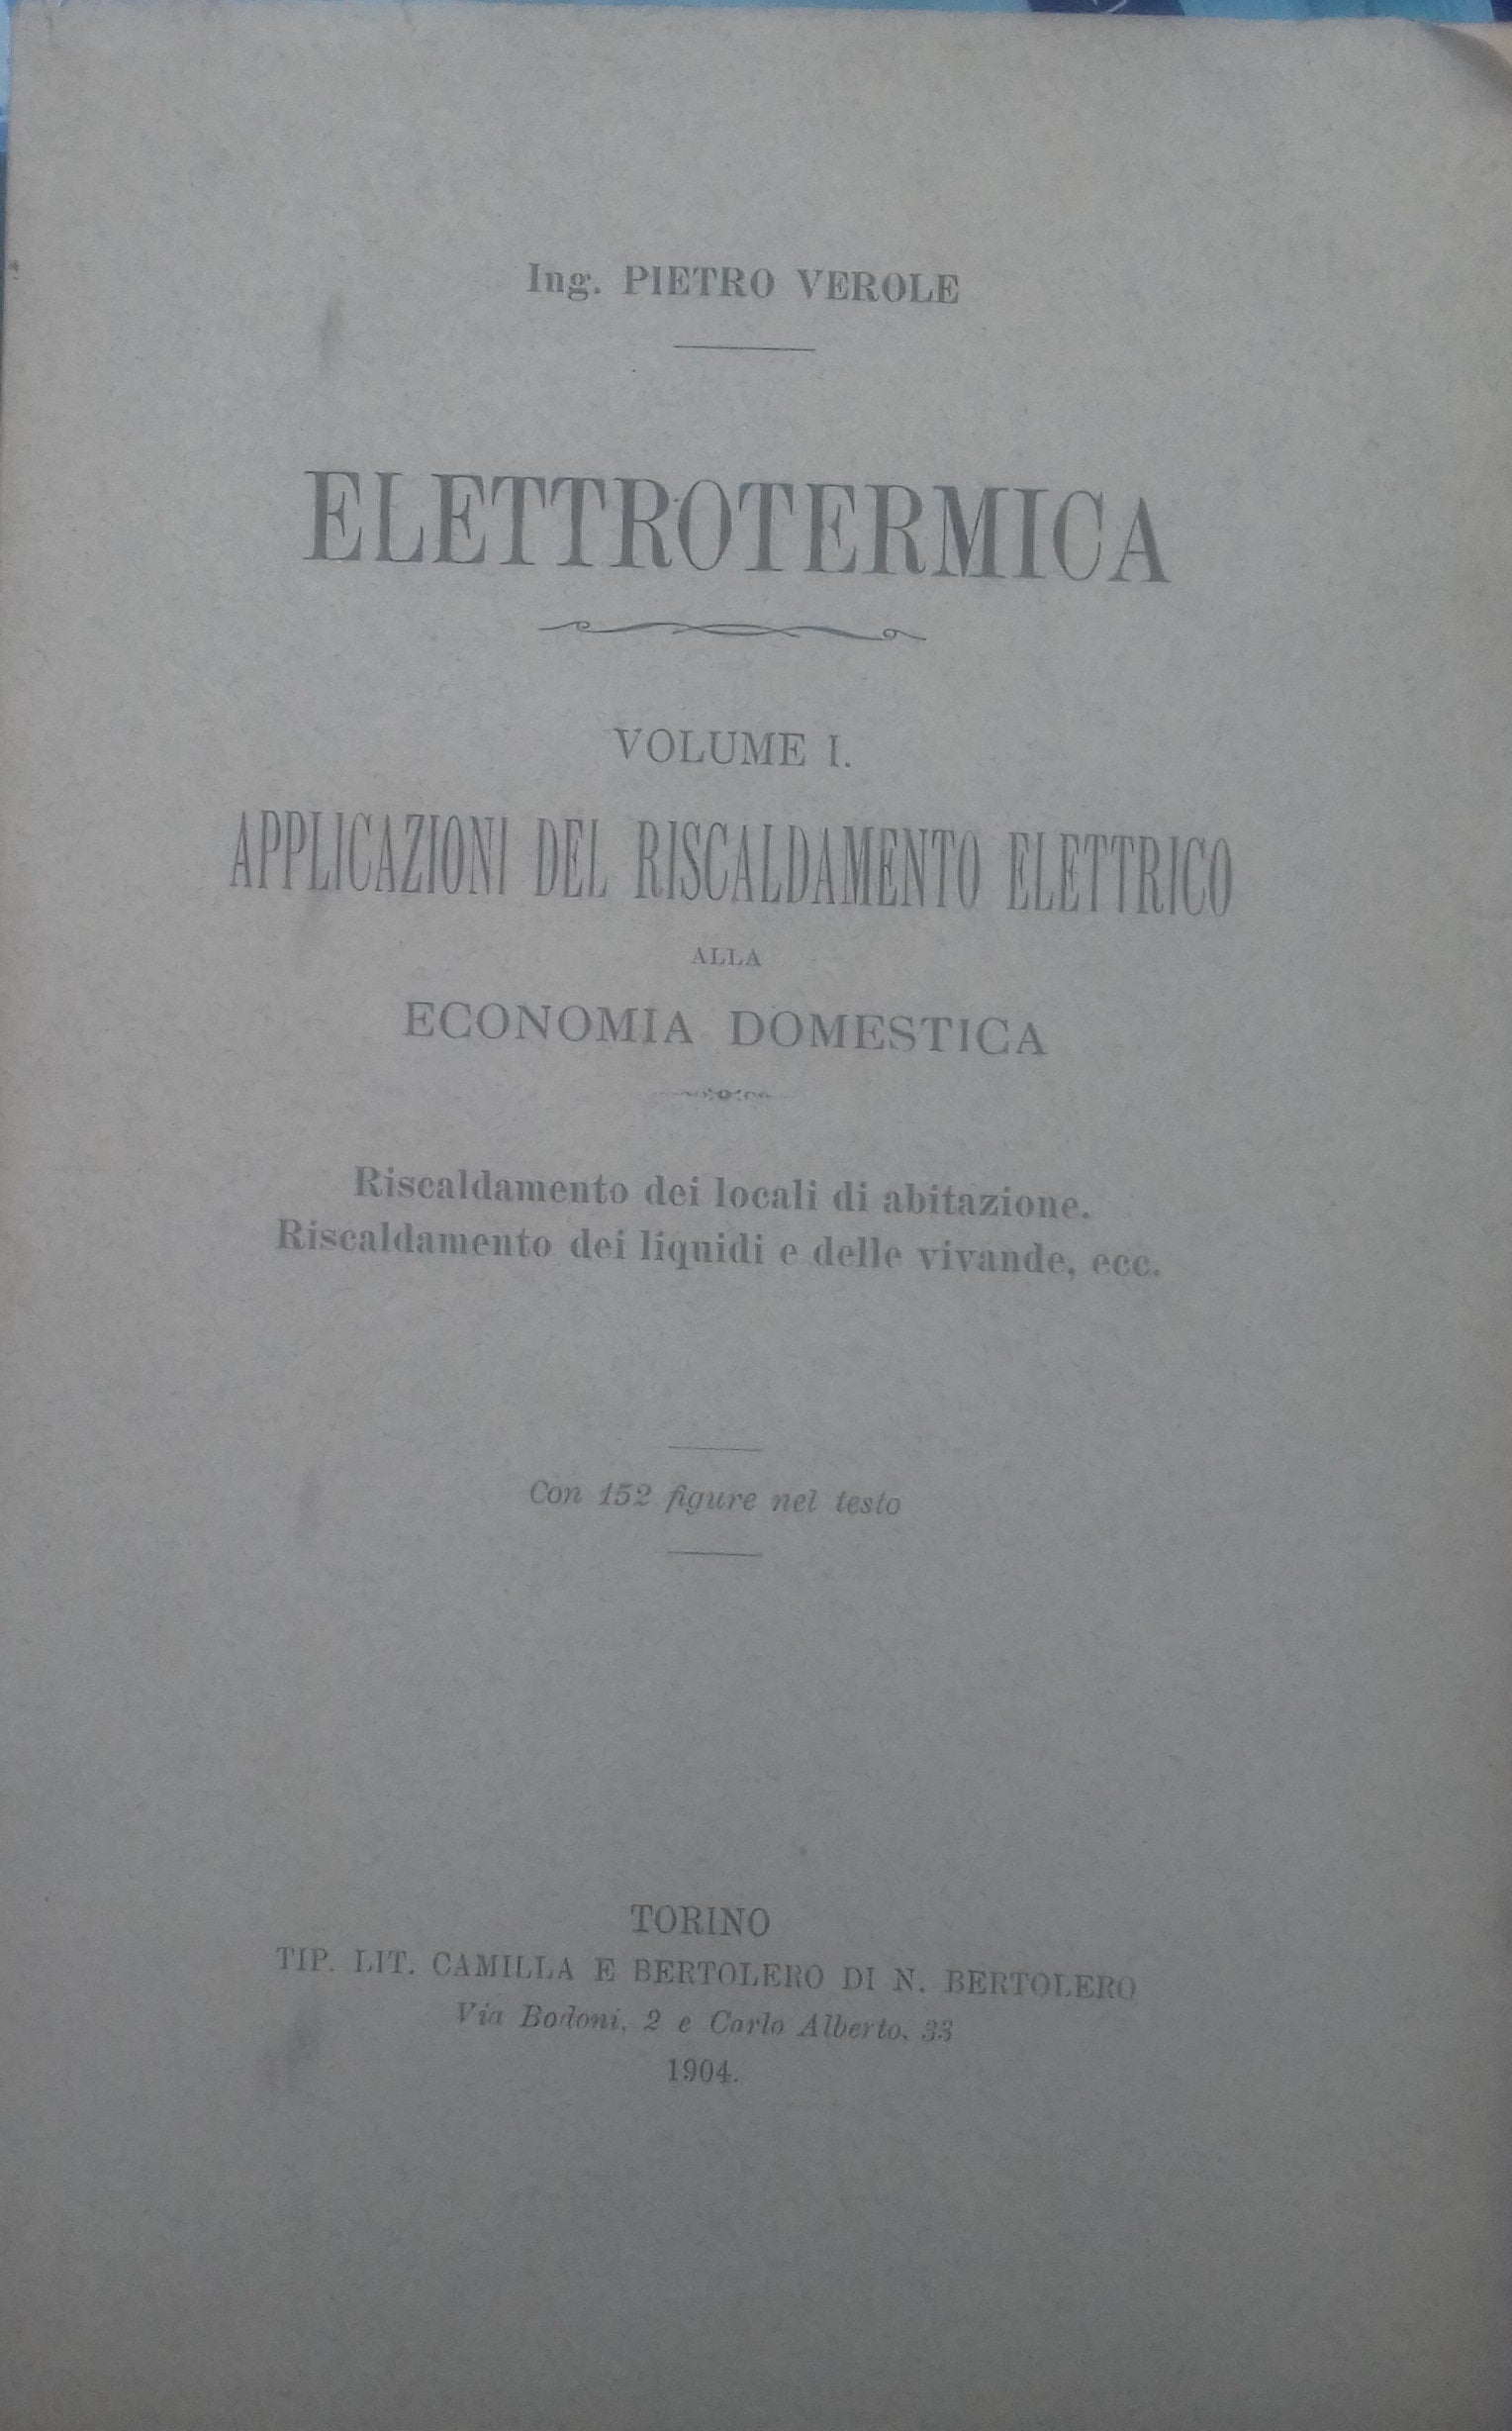 Ing. PIETRO VEROLE
ELETTROTERMICA
VOLUME I.
APPLICAZIONI DEL RISCALDAMENTO ELETTRICO
ALLA
ECONOMIA DOMESTICA
Riscaldamento dei locali di abitazione.
Riscaldamento dei liquidi e delle vivande, ecc.
Con 152 figure nel testo
TORINO
TIP. LIT. CAMILLA E BERTOLERO DI N. BERTOLERO
Via Bodoni, 2 e Carlo Alberto, 33
1904.